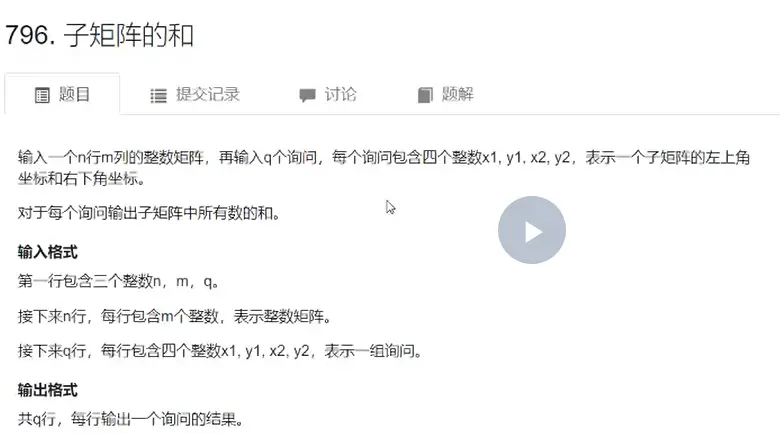 796. 子矩阵的和
题目 提交记录 讨论 题解
输入一个n行m列的整数矩阵，再输入q个询问，每个询问包含四个整数x1, y1, x2, y2，表示一个子矩阵的左上角
坐标和右下角坐标。
对于每个询问输出子矩阵中所有数的和。
输入格式
第一行包含三个整数n，m，q。
接下来n行，每行包含m个整数，表示整数矩阵。
接下来q行，每行包含四个整数x1, y1, x2, y2，表示一组询问。
输出格式
共q行，每行输出一个询问的结果。